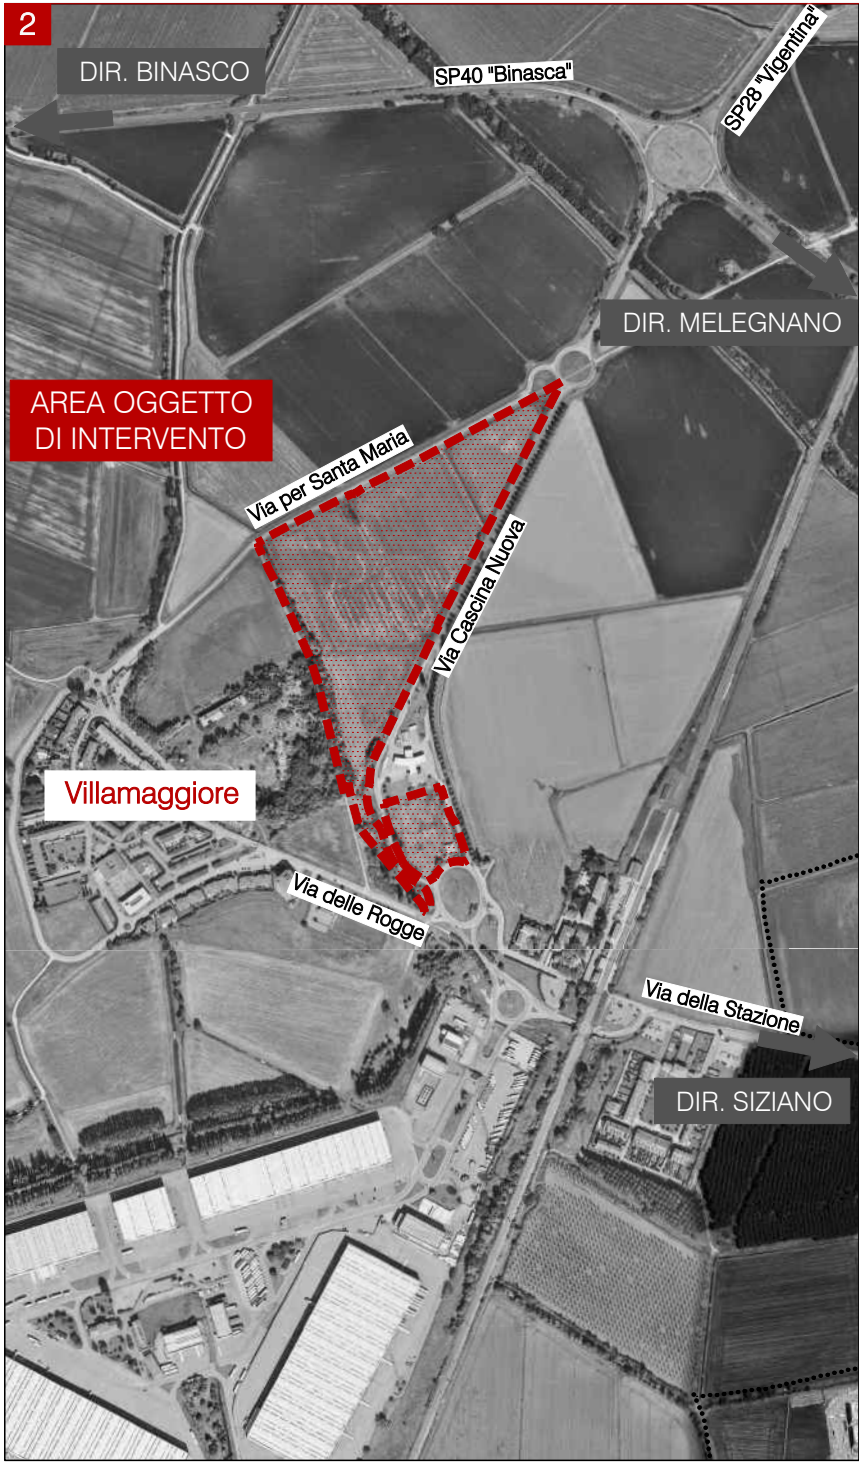 2
DIR. BINASCO
SP40 "Binasca"
SP28 "Vigentina"
DIR. MELEGNANO
AREA OGGETTO
DI INTERVENTO
Via per Santa Maria
Via Cascina Nuova
Villamaggiore
Via delle Rogge
Via della Stazione
DIR. SIZIANO